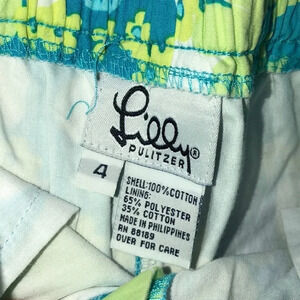 Lilly®
PULITZER
4
SHELL: 100% COTTON
LINING:
65% POLYESTER
35% COTTON
MADE IN PHILIPPINES
RN 88189
OVER FOR CARE